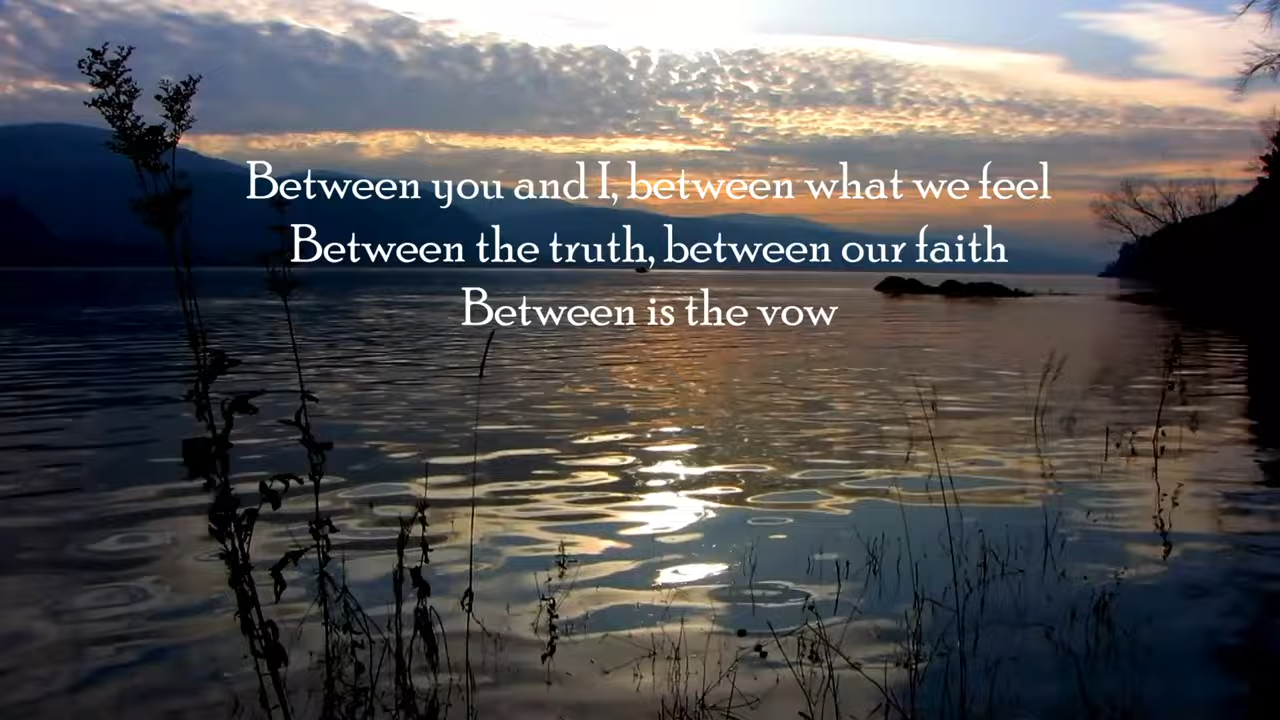 Between you and I, between what we feel
Between the truth, between our faith
Between is the vow